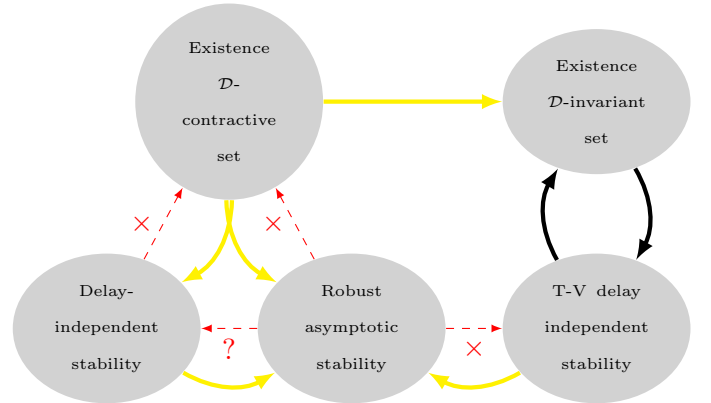 Existence
𝒟-
contractive
set
Existence
𝒟-invariant
set
×
×
Delay-
independent
stability
?
Robust
asymptotic
stability
×
T-V delay
independent
stability